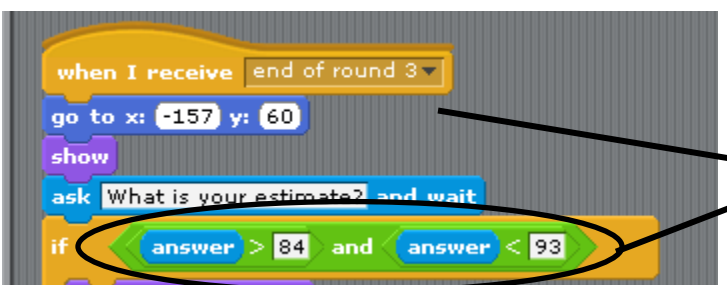 when I receive end of round 3
go to x: -157 y: 60
show
ask What is your estimate? and wait
if answer > 84 and answer < 93